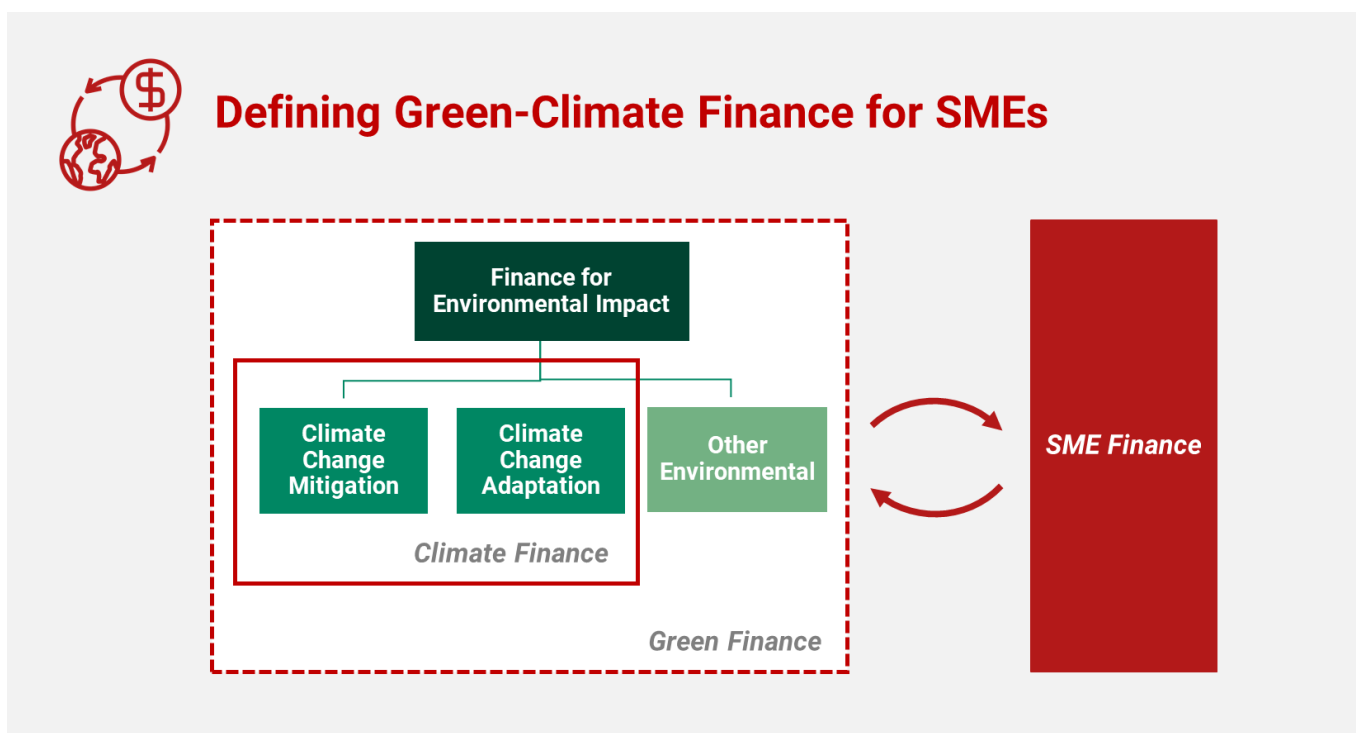 Defining Green-Climate Finance for SMEs
Finance for
Environmental Impact
Climate
Change
Mitigation
Climate
Change
Adaptation
Other
Environmental
Climate Finance
Green Finance
SME Finance